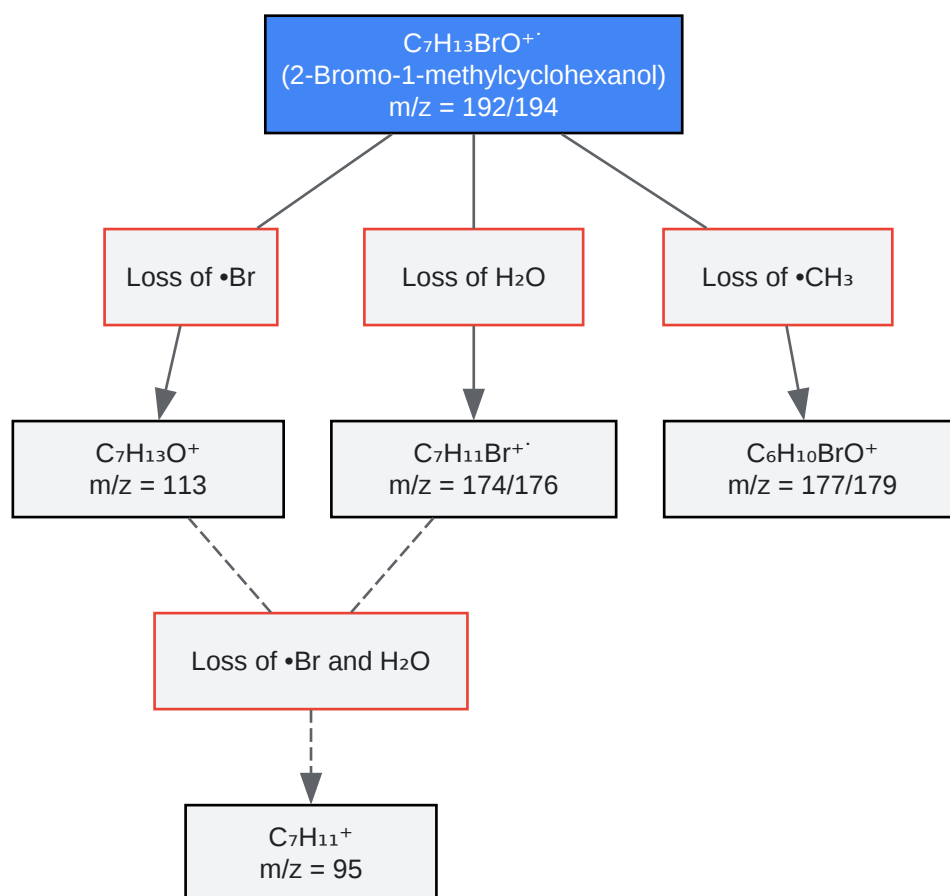 C₇H₁₃BrO⁺˙
(2-Bromo-1-methylcyclohexanol)
m/z = 192/194
Loss of •Br
Loss of H₂O
Loss of •CH₃
C₇H₁₃O⁺
m/z = 113
C₇H₁₁Br⁺˙
m/z = 174/176
C₆H₁₀BrO⁺
m/z = 177/179
Loss of •Br and H₂O
C₇H₁₁⁺
m/z = 95